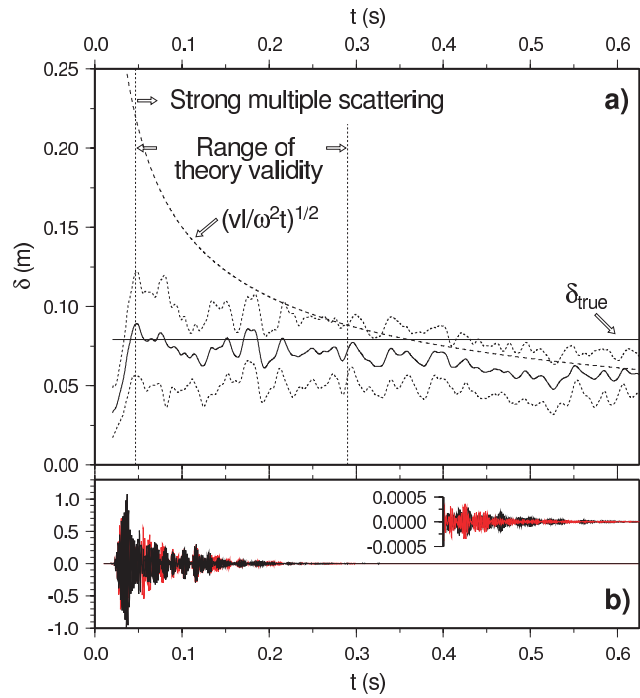 t (s)
0.0 0.1 0.2 0.3 0.4 0.5 0.6
0.25
0.20
0.15
0.10
0.05
0.00
δ (m)
a)
Strong multiple scattering
Range of
theory validity
(vl/ω²t)¹/²
δtrue
1.0
0.5
0.0
-0.5
-1.0
0.0005
0.0000
-0.0005
b)
0.0 0.1 0.2 0.3 0.4 0.5 0.6
t (s)